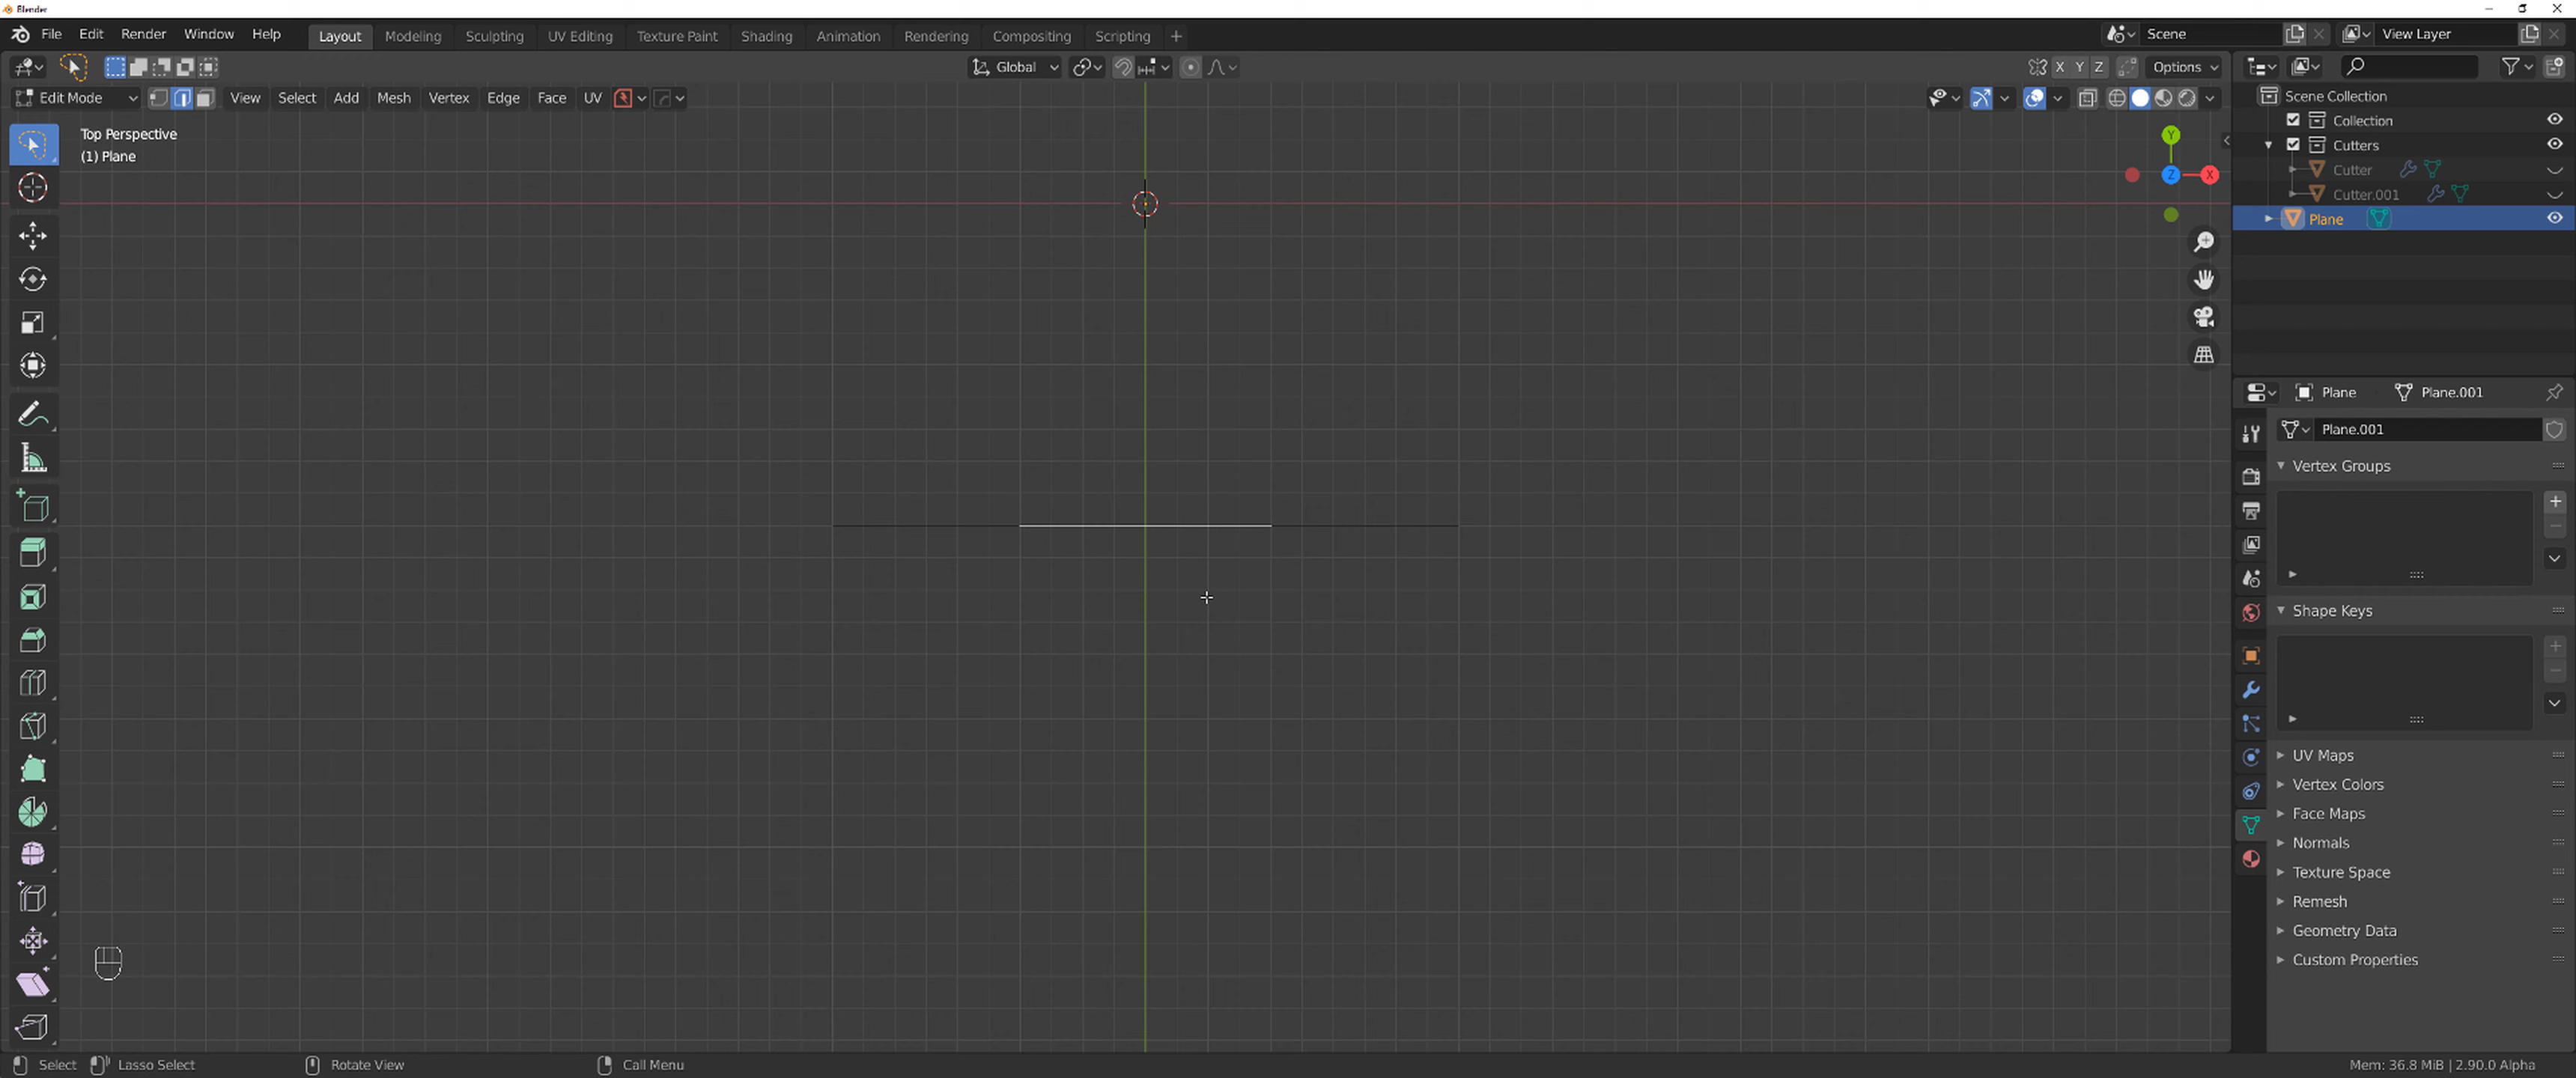 Blender
File Edit Render Window Help Layout Modeling Sculpting UV Editing Texture Paint Shading Animation Rendering Compositing Scripting + Scene View Layer
Global X Y Z Options
Edit Mode View Select Add Mesh Vertex Edge Face UV
Scene Collection
Collection
Cutters
Cutter
Cutter.001
Plane
Top Perspective
(1) Plane
Y
Z
X
Plane Plane.001
Plane.001
Vertex Groups
Shape Keys
UV Maps
Vertex Colors
Face Maps
Normals
Texture Space
Remesh
Geometry Data
Custom Properties
Select Lasso Select Rotate View Call Menu Mem: 36.8 MiB | 2.90.0 Alpha